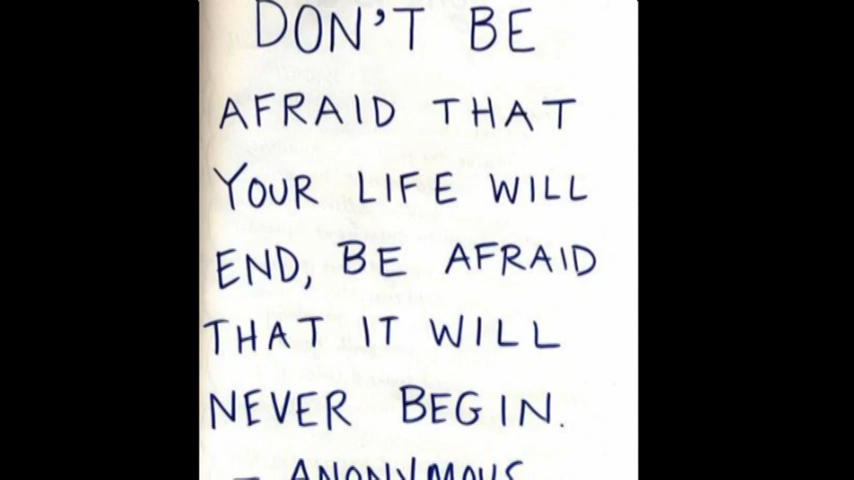 DON'T BE
AFRAID THAT
YOUR LIFE WILL
END, BE AFRAID
THAT IT WILL
NEVER BEGIN.
- ANONYMOUS